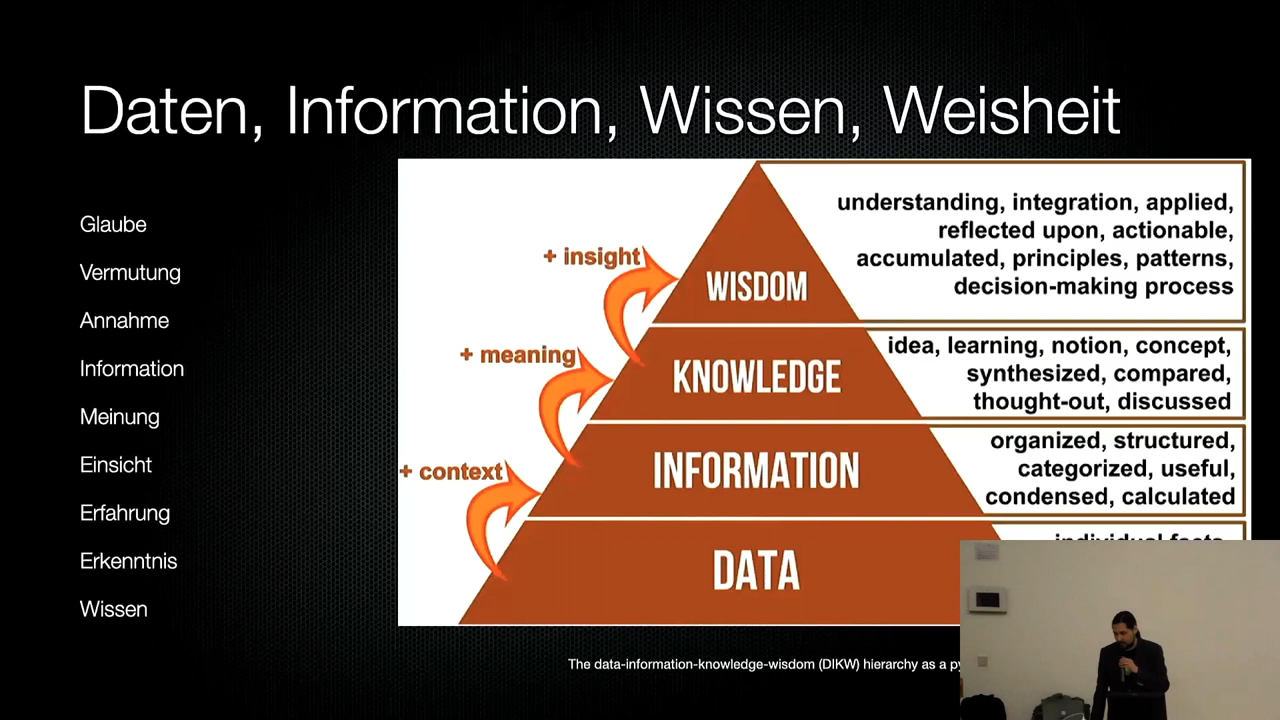 Daten, Information, Wissen, Weisheit
Glaube
Vermutung
Annahme
Information
Meinung
Einsicht
Erfahrung
Erkenntnis
Wissen
+ insight
+ meaning
+ context
WISDOM
KNOWLEDGE
INFORMATION
DATA
understanding, integration, applied,
reflected upon, actionable,
accumulated, principles, patterns,
decision-making process
idea, learning, notion, concept,
synthesized, compared,
thought-out, discussed
organized, structured,
categorized, useful,
condensed, calculated
individual facts,
The data-information-knowledge-wisdom (DIKW) hierarchy as a